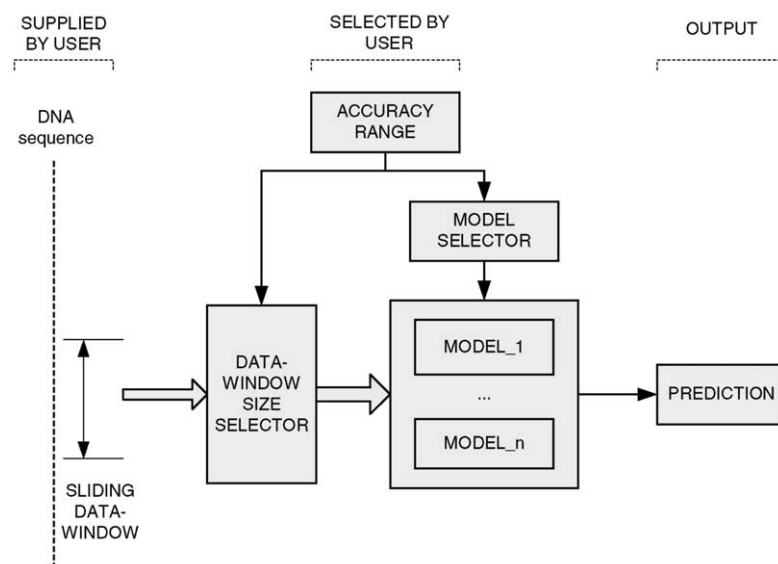 SUPPLIED
BY USER
SELECTED BY
USER
OUTPUT
DNA
sequence
ACCURACY
RANGE
MODEL
SELECTOR
DATA-
WINDOW
SIZE
SELECTOR
MODEL_1
...
MODEL_n
PREDICTION
SLIDING
DATA-
WINDOW